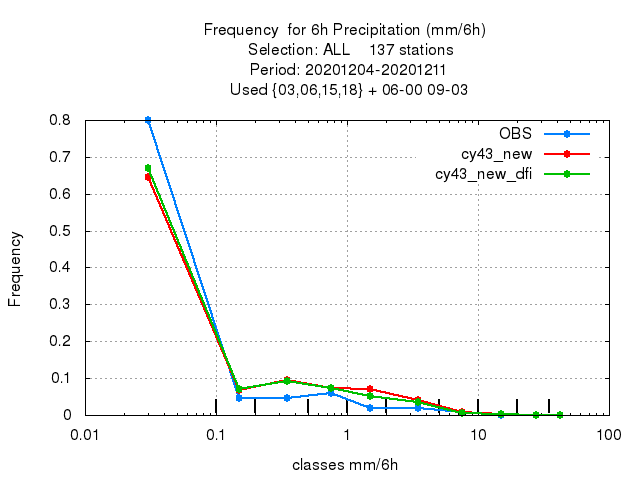 Frequency  for 6h Precipitation (mm/6h)
Selection: ALL    137 stations
Period: 20201204-20201211
Used {03,06,15,18} + 06-00 09-03
OBS
cy43_new
cy43_new_dfi
0.8
0.7
0.6
0.5
0.4
0.3
0.2
0.1
0
Frequency
0.01 0.1 1 10 100
classes mm/6h